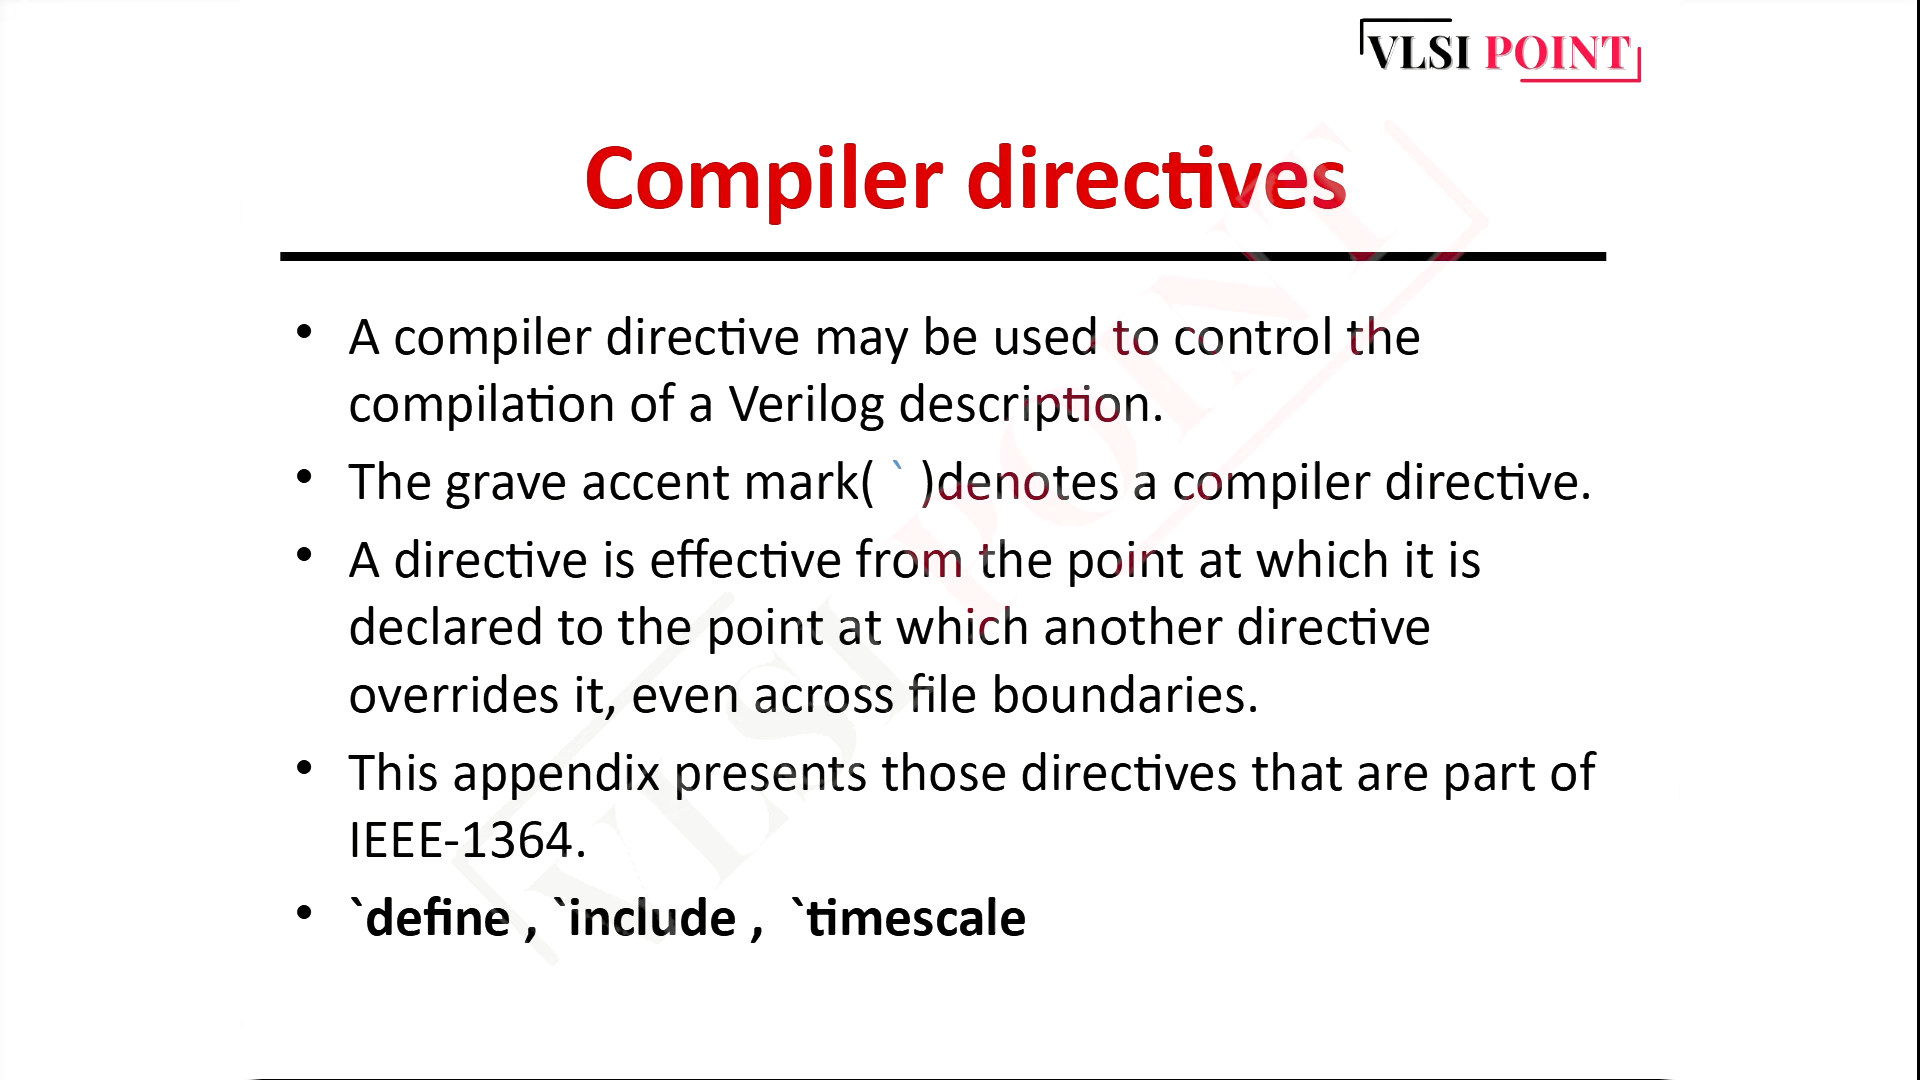 VLSI POINT
Compiler directives
• A compiler directive may be used to control the
compilation of a Verilog description.
• The grave accent mark( ` )denotes a compiler directive.
• A directive is effective from the point at which it is
declared to the point at which another directive
overrides it, even across file boundaries.
• This appendix presents those directives that are part of
IEEE-1364.
• `define , `include ,  `timescale
VLSI POINT